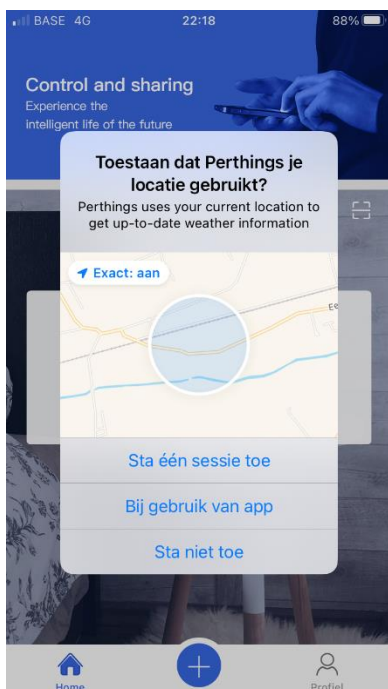 BASE 4G 22:18 88%
Control and sharing
Experience the
intelligent life of the future
Toestaan dat Perthings je
locatie gebruikt?
Perthings uses your current location to
get up-to-date weather information
Exact: aan
Ee
Sta één sessie toe
Bij gebruik van app
Sta niet toe
Home Profiel